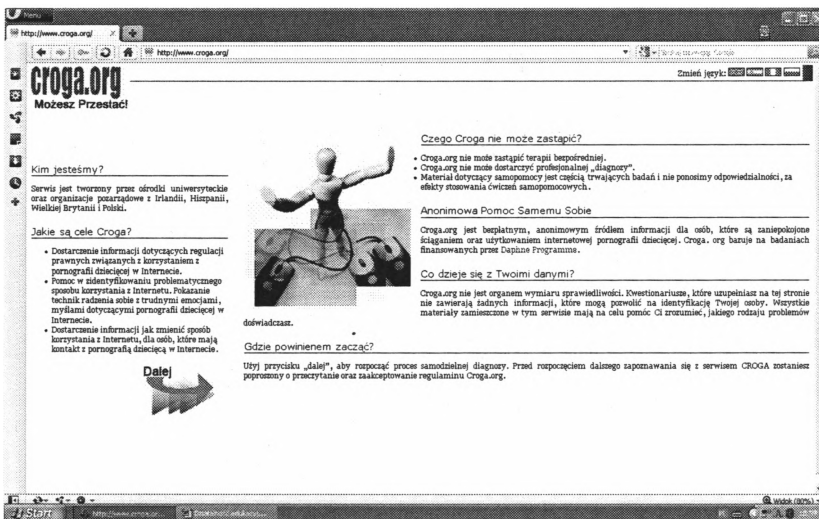 Menu
http://www.croga.org/
http://www.croga.org/
Zmień język:
croga.org
Możesz Przestać!
Kim jesteśmy?
Serwis jest tworzony przez ośrodki uniwersyteckie
oraz organizacje pozarządowe z Irlandii, Hiszpanii,
Wielkiej Brytanii i Polski.
Jakie są cele Croga?
• Dostarczenie informacji dotyczących regulacji
prawnych związanych z korzystaniem z
pornografii dziecięcej w Internecie.
• Pomoc w zidentyfikowaniu problematycznego
sposobu korzystania z Internetu. Pokazanie
technik radzenia sobie z trudnymi emocjami,
myślami dotyczącymi pornografii dziecięcej w
Internecie.
• Dostarczenie informacji jak zmienić sposób
korzystania z Internetu, dla osób, które mają
kontakt z pornografią dziecięcą w Internecie.
Dalej
Czego Croga nie może zastąpić?
• Croga.org nie może zastąpić terapii bezpośredniej.
• Croga.org nie może dostarczyć profesjonalnej „diagnozy”.
• Materiał dotyczący samopomocy jest częścią trwających badań i nie ponosimy odpowiedzialności, za
efekty stosowania ćwiczeń samopomocowych.
Anonimowa Pomoc Samemu Sobie
Croga.org jest bezpłatnym, anonimowym źródłem informacji dla osób, które są zaniepokojone
ściąganiem oraz użytkowaniem internetowej pornografii dziecięcej. Croga. org bazuje na badaniach
finansowanych przez Daphne Programme.
Co dzieje się z Twoimi danymi?
Croga.org nie jest organem wymiaru sprawiedliwości. Kwestionariusze, które uzupełniasz na tej stronie
nie zawierają żadnych informacji, które mogą pozwolić na identyfikację Twojej osoby. Wszystkie
materiały zamieszczone w tym serwisie mają na celu pomóc Ci zrozumieć, jakiego rodzaju problemów
doświadczasz.
Gdzie powinienem zacząć?
Użyj przycisku „dalej”, aby rozpocząć proces samodzielnej diagnozy. Przed rozpoczęciem dalszego zapoznawania się z serwisem CROGA zostaniesz
poproszony o przeczytanie oraz zaakceptowanie regulaminu Croga.org.
Widok (80%)
Start